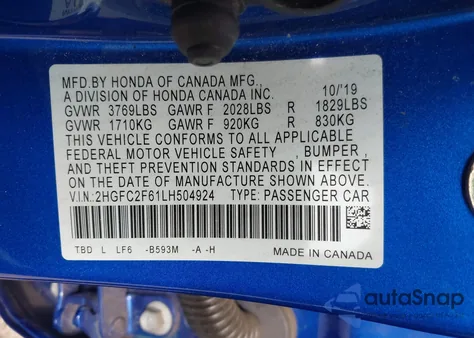 MFD.BY HONDA OF CANADA MFG.,
A DIVISION OF HONDA CANADA INC. 10/'19
GVWR 3769LBS GAWR F 2028LBS R 1829LBS
GVWR 1710KG GAWR F 920KG R 830KG
THIS VEHICLE CONFORMS TO ALL APPLICABLE
FEDERAL MOTOR VEHICLE SAFETY , BUMPER ,
AND THEFT PREVENTION STANDARDS IN EFFECT
ON THE DATE OF MANUFACTURE SHOWN ABOVE.
V.I.N:2HGFC2F61LH504924 TYPE: PASSENGER CAR
TBD L LF6 -B593M -A -H
MADE IN CANADA
autoSnap
www.autosnap.com